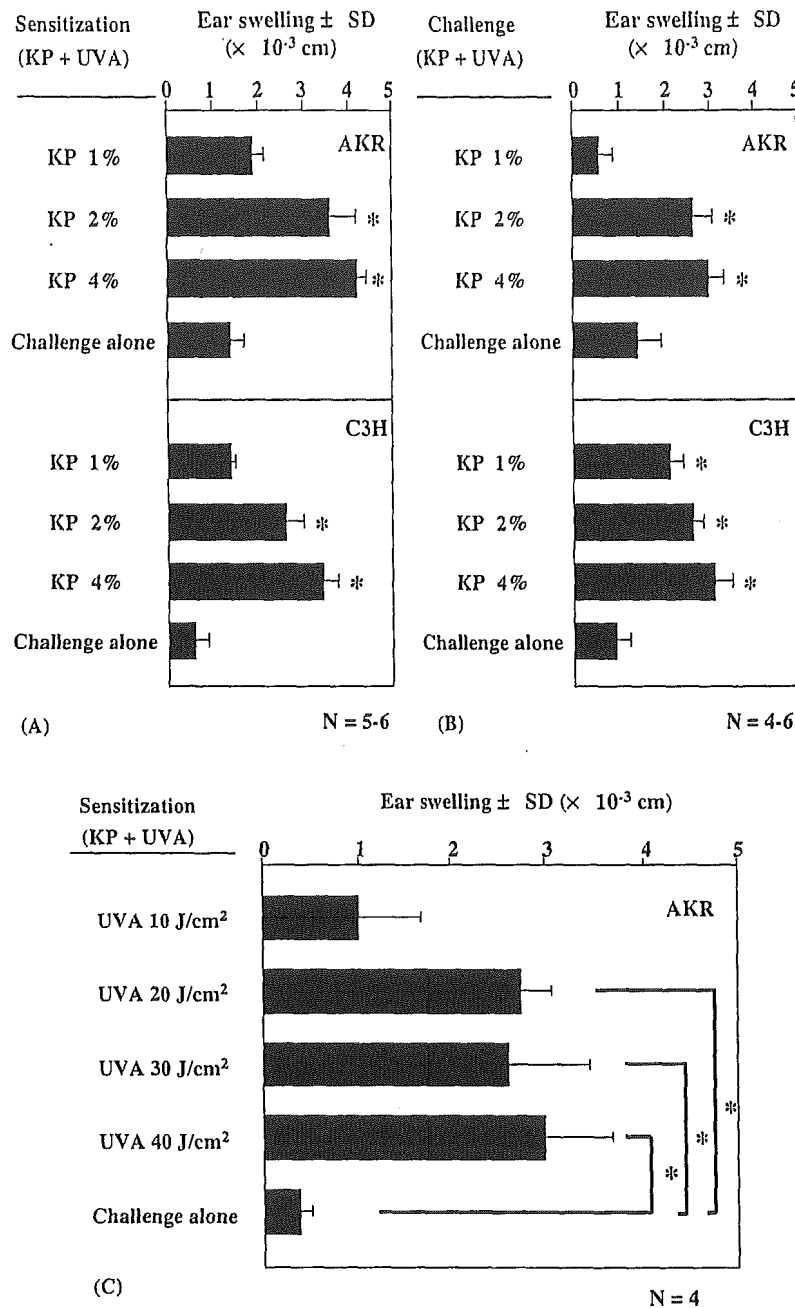 Sensitization
(KP + UVA)
Ear swelling ± SD
(× 10⁻³ cm)
0 1 2 3 4 5
AKR
KP 1%
KP 2% *
KP 4% *
Challenge alone
C3H
KP 1%
KP 2% *
KP 4% *
Challenge alone
(A)
N = 5-6
Challenge
(KP + UVA)
Ear swelling ± SD
(× 10⁻³ cm)
0 1 2 3 4 5
AKR
KP 1%
KP 2% *
KP 4% *
Challenge alone
C3H
KP 1% *
KP 2% *
KP 4% *
Challenge alone
(B)
N = 4-6
Sensitization
(KP + UVA)
Ear swelling ± SD (× 10⁻³ cm)
0 1 2 3 4 5
AKR
UVA 10 J/cm²
UVA 20 J/cm²
UVA 30 J/cm²
UVA 40 J/cm²
Challenge alone
* * *
(C)
N = 4